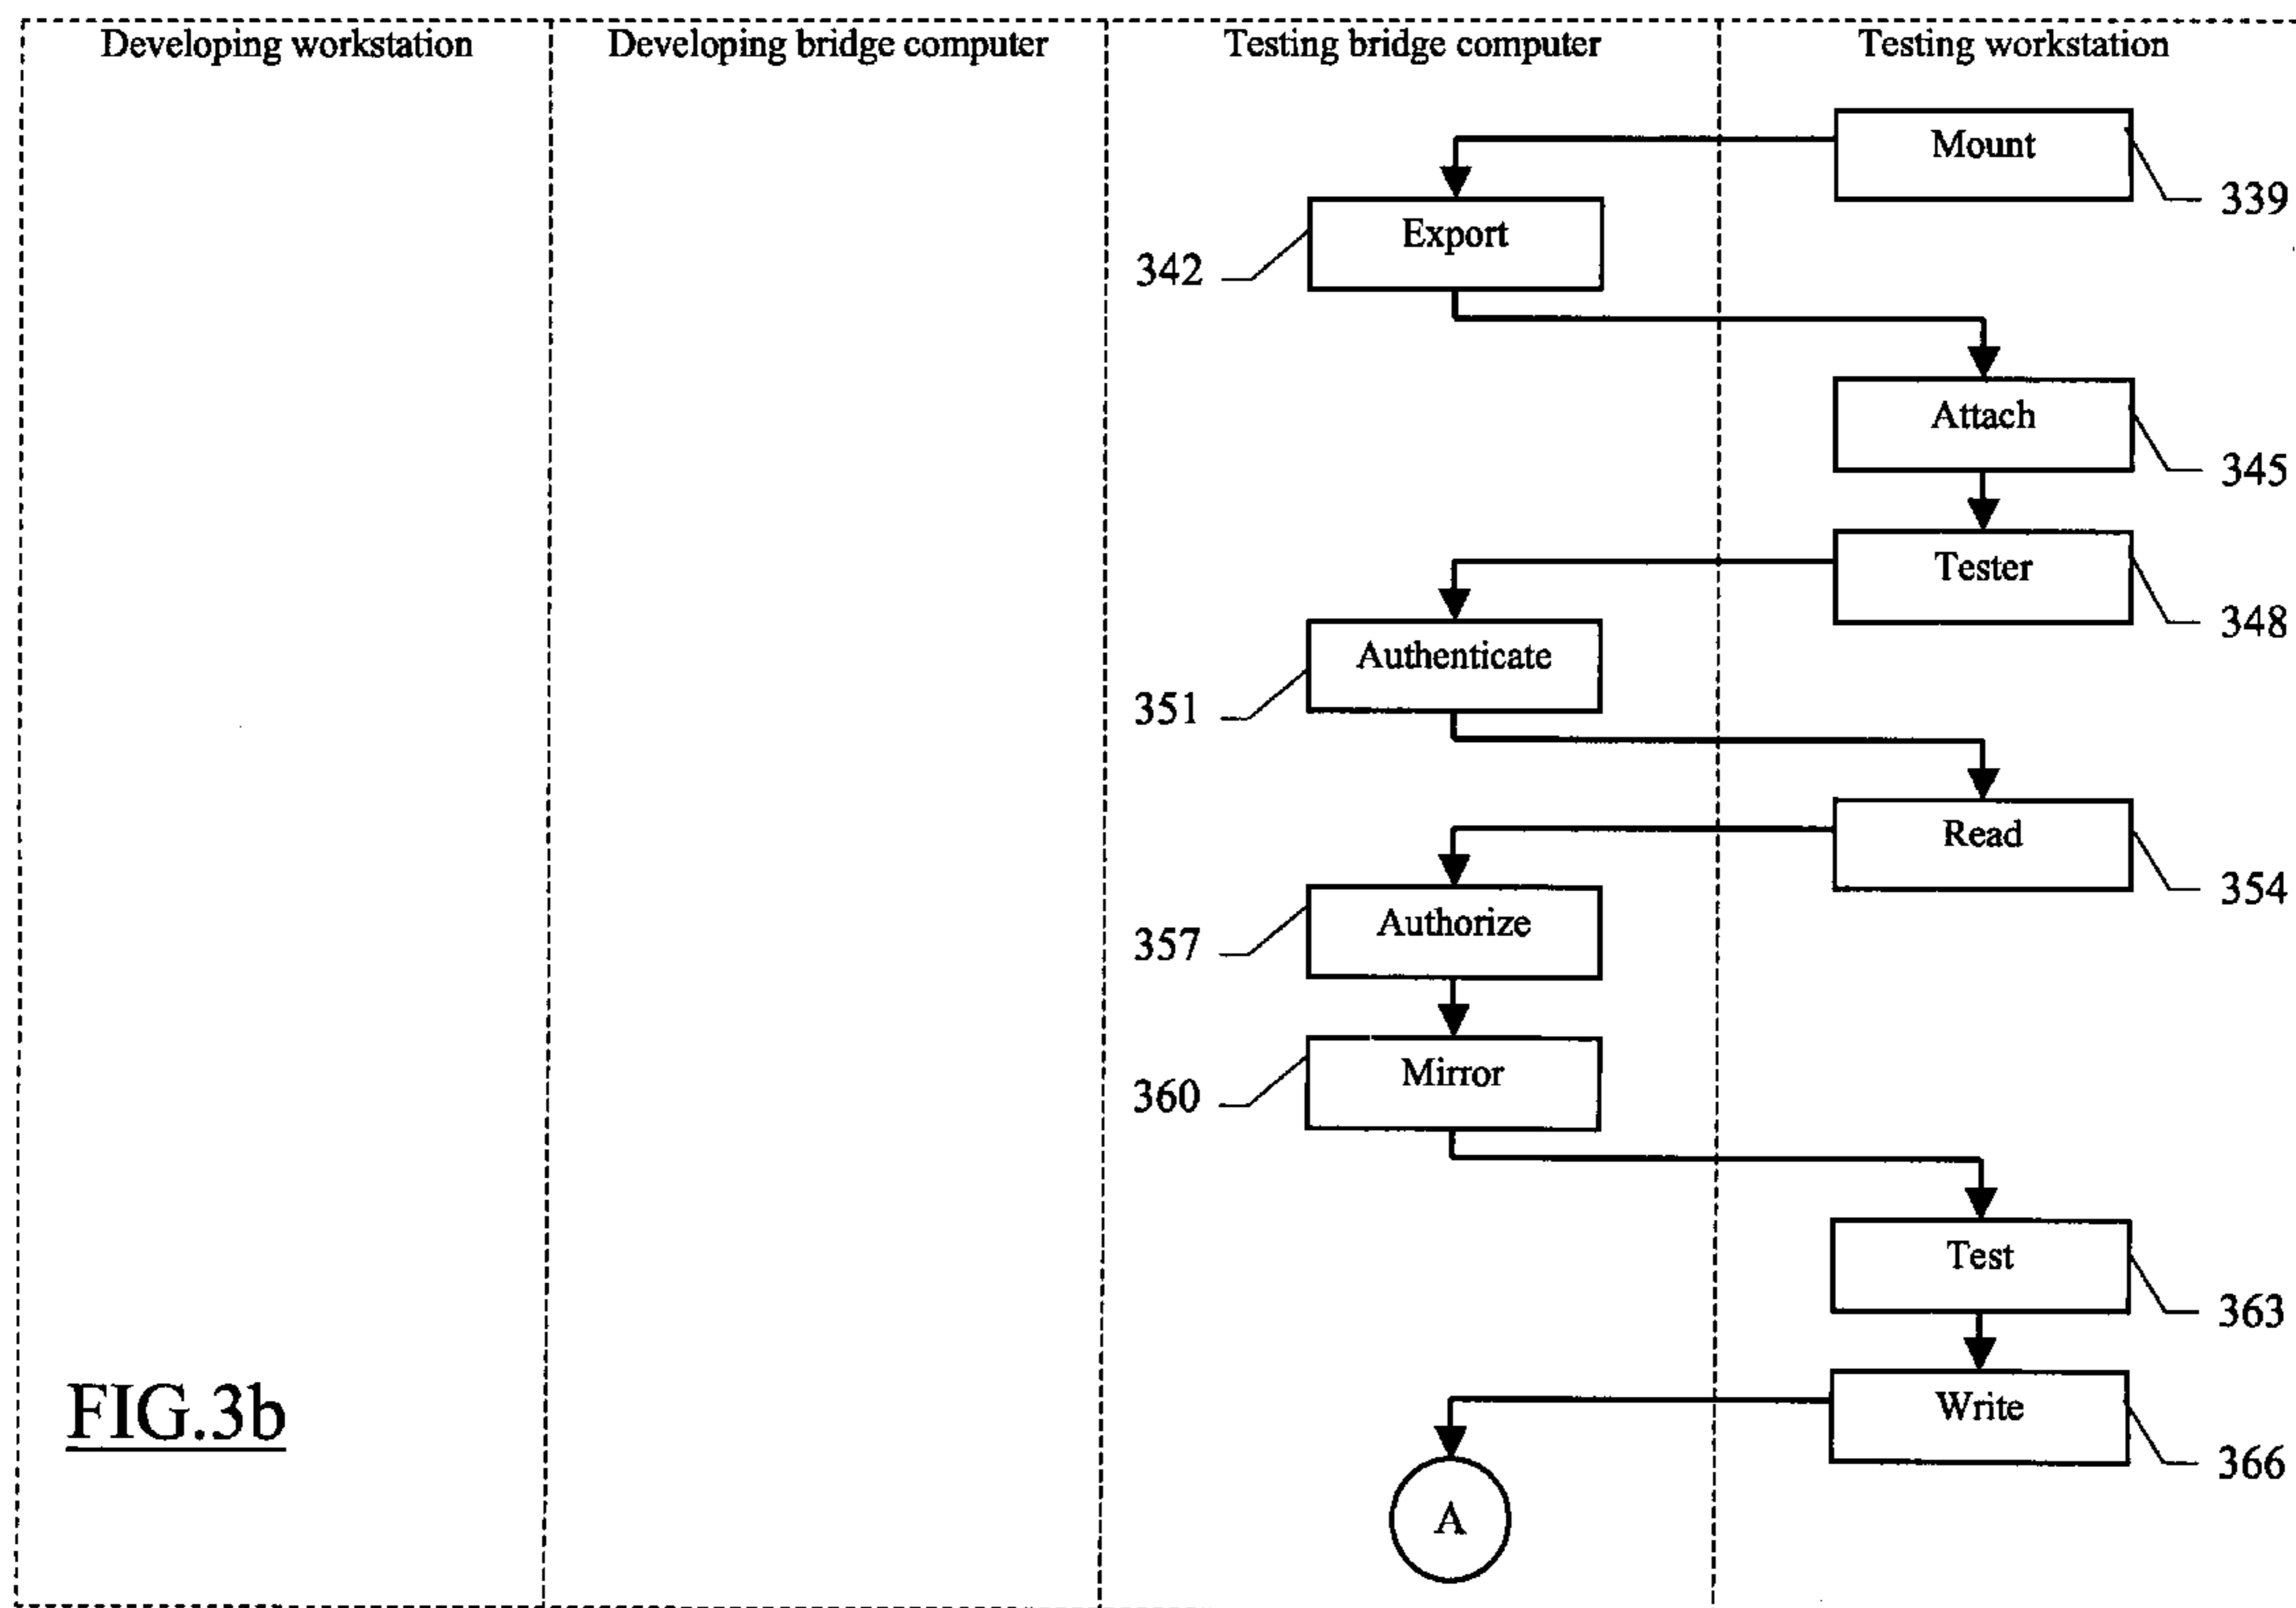 Developing workstation
Developing bridge computer
Testing bridge computer
Testing workstation
Mount
339
Export
342
Attach
345
Tester
348
Authenticate
351
Read
354
Authorize
357
Mirror
360
Test
363
Write
366
A
FIG.3b